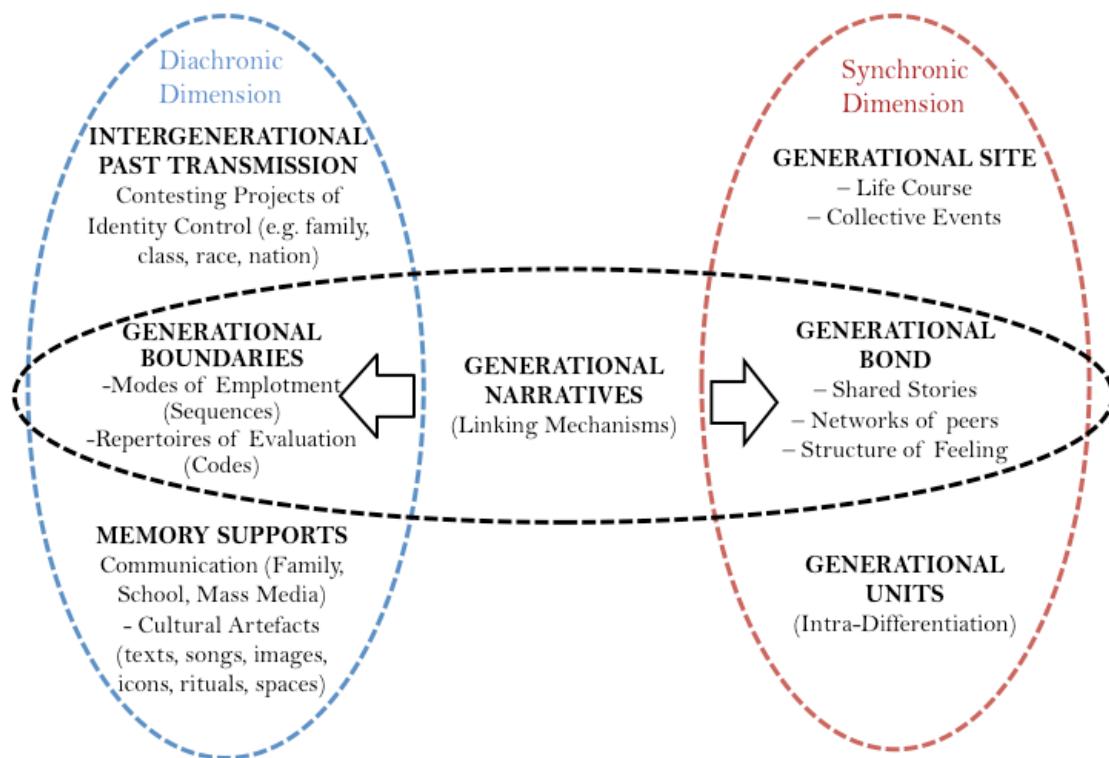 Diachronic
Dimension
INTERGENERATIONAL
PAST TRANSMISSION
Contesting Projects of
Identity Control (e.g. family,
class, race, nation)
GENERATIONAL
BOUNDARIES
-Modes of Emplotment
(Sequences)
-Repertoires of Evaluation
(Codes)
MEMORY SUPPORTS
Communication (Family,
School, Mass Media)
- Cultural Artefacts
(texts, songs, images,
icons, rituals, spaces)
GENERATIONAL
NARRATIVES
(Linking Mechanisms)
Synchronic
Dimension
GENERATIONAL SITE
– Life Course
– Collective Events
GENERATIONAL
BOND
– Shared Stories
– Networks of peers
– Structure of Feeling
GENERATIONAL
UNITS
(Intra-Differentiation)